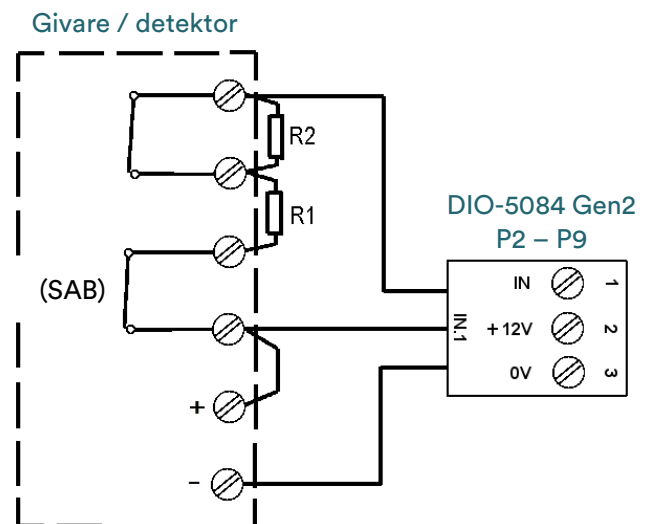 Givare / detektor
R2
R1
(SAB)
+
-
DIO-5084 Gen2
P2 – P9
IN.1
IN 1
+12V 2
0V 3